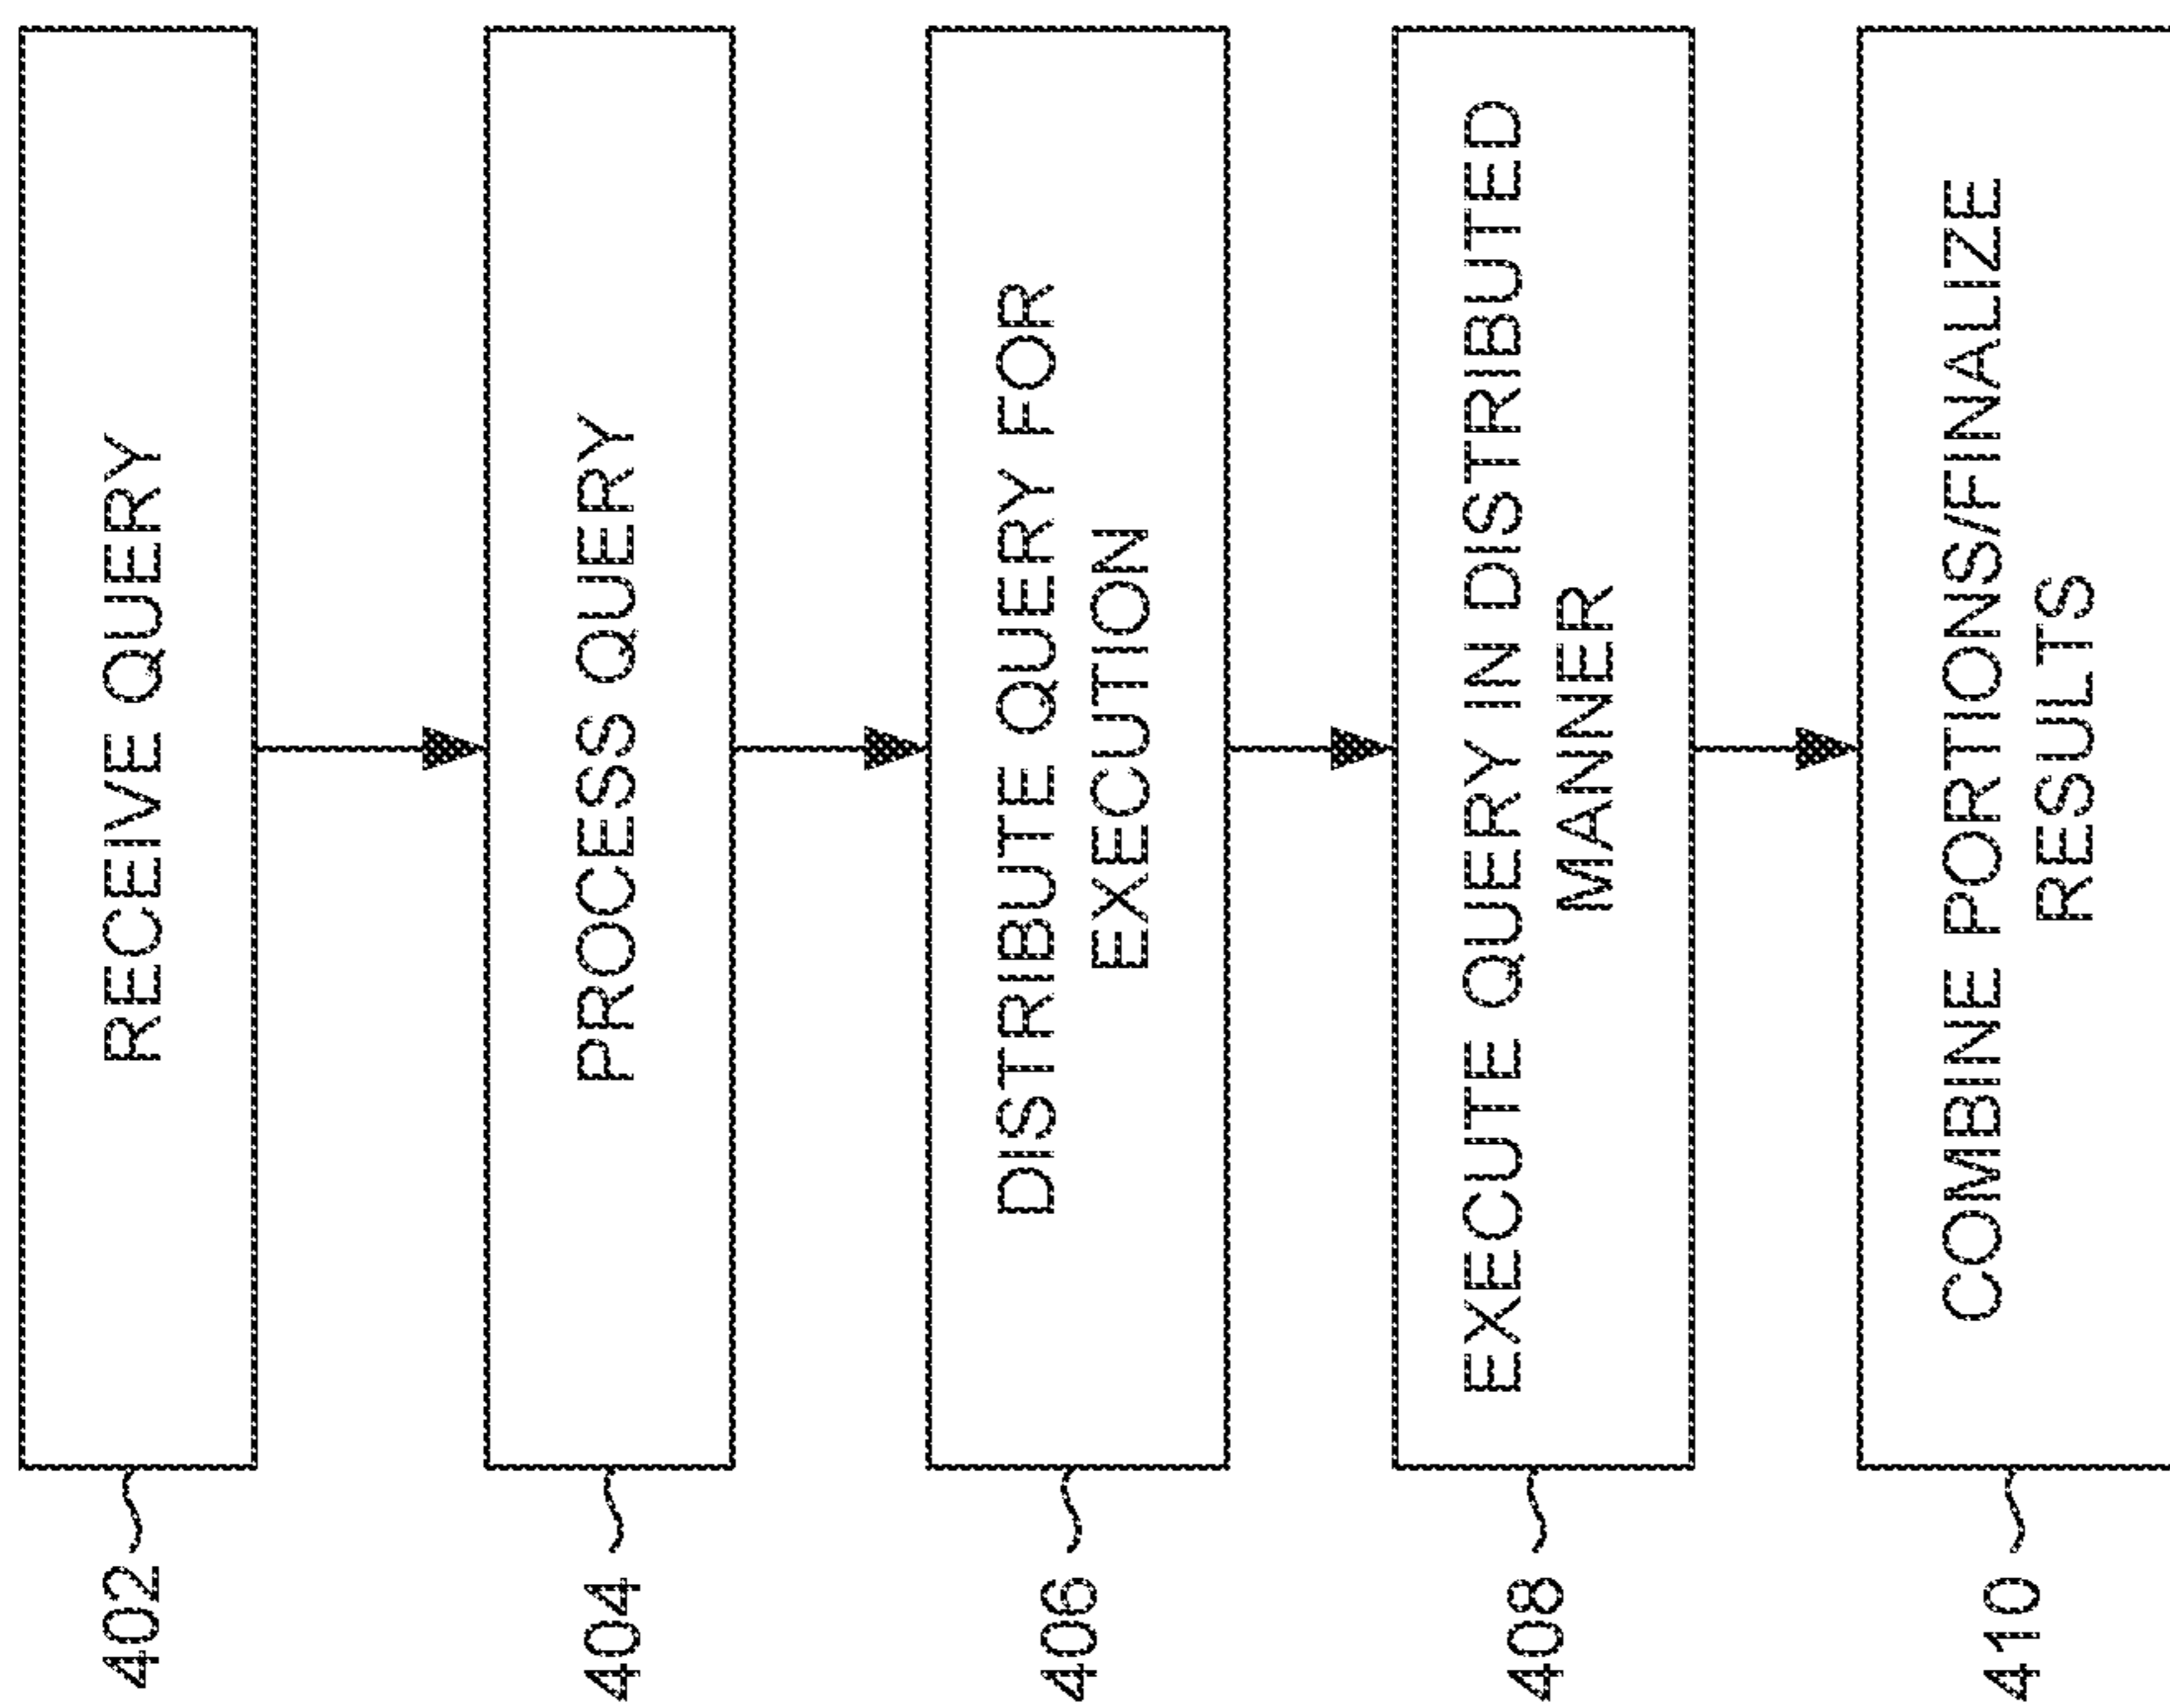 402
RECEIVE QUERY
404
PROCESS QUERY
406
DISTRIBUTE QUERY FOR
EXECUTION
408
EXECUTE QUERY IN DISTRIBUTED
MANNER
410
COMBINE PORTIONS/FINALIZE
RESULTS